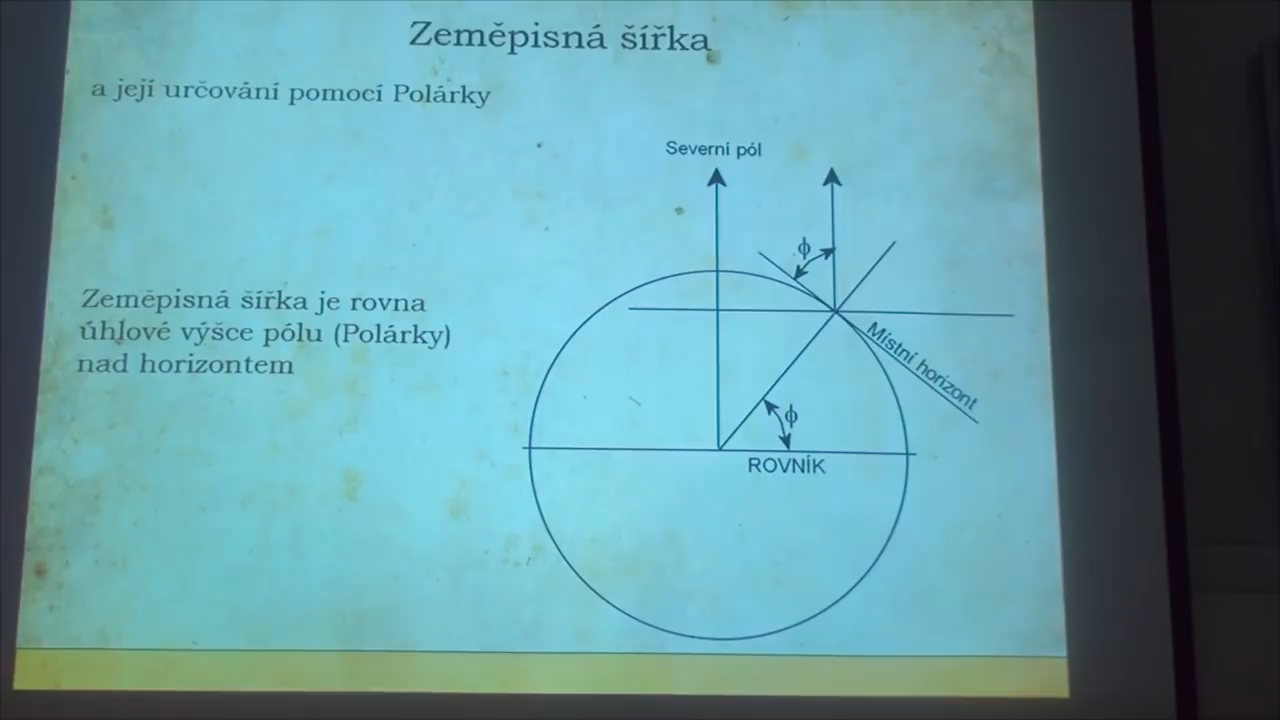 Zeměpisná šířka
a její určování pomocí Polárky
Severní pól
ϕ
Zeměpisná šířka je rovna
úhlové výšce pólu (Polárky)
nad horizontem
Místní horizont
ϕ
ROVNÍK